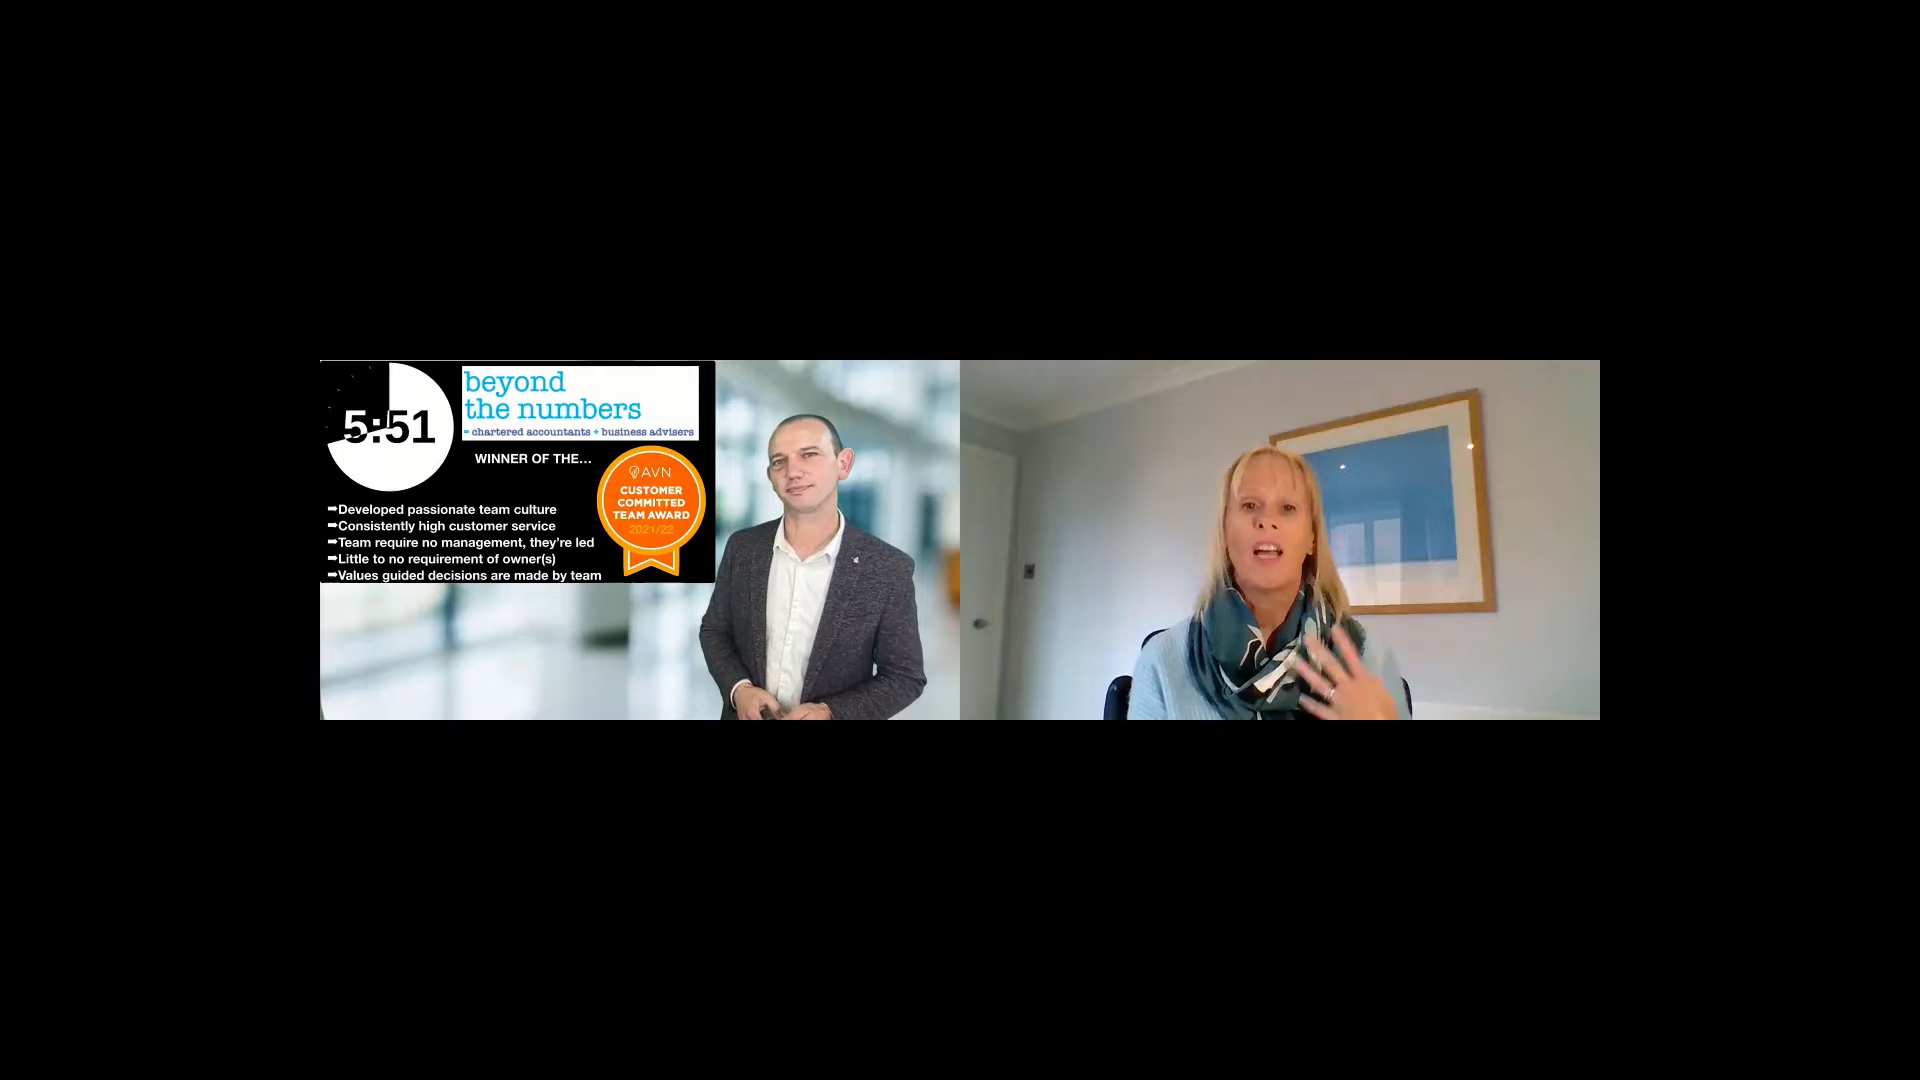 5:51
beyond
the numbers
= chartered accountants + business advisers
WINNER OF THE...
AVN
CUSTOMER
COMMITTED
TEAM AWARD
2021/22
➡Developed passionate team culture
➡Consistently high customer service
➡Team require no management, they're led
➡Little to no requirement of owner(s)
➡Values guided decisions are made by team